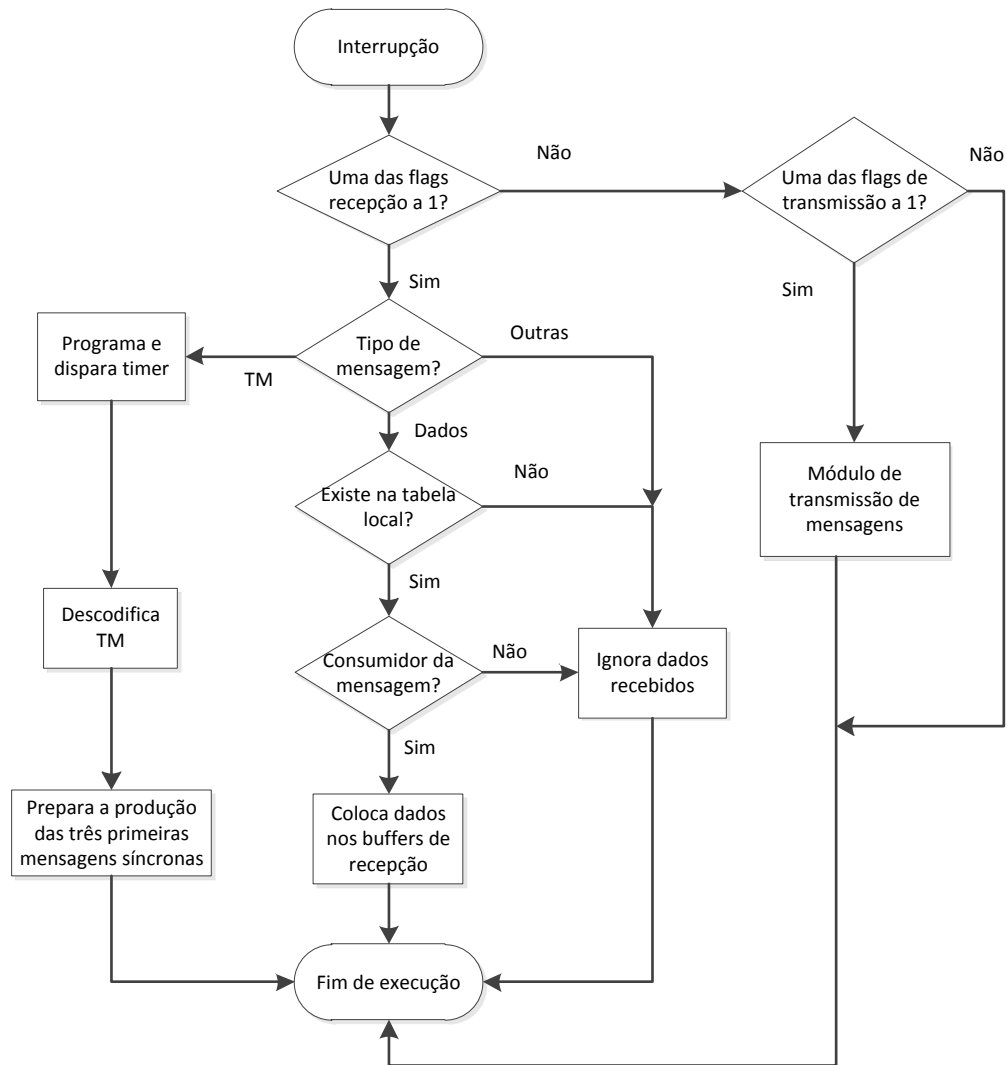 Interrupção
Uma das flags
recepção a 1?
Não
Uma das flags de
transmissão a 1?
Não
Sim
Sim
Programa e
dispara timer
TM
Tipo de
mensagem?
Outras
Dados
Existe na tabela
local?
Não
Módulo de
transmissão de
mensagens
Sim
Descodifica
TM
Consumidor da
mensagem?
Não
Ignora dados
recebidos
Sim
Prepara a produção
das três primeiras
mensagens síncronas
Coloca dados
nos buffers de
recepção
Fim de execução